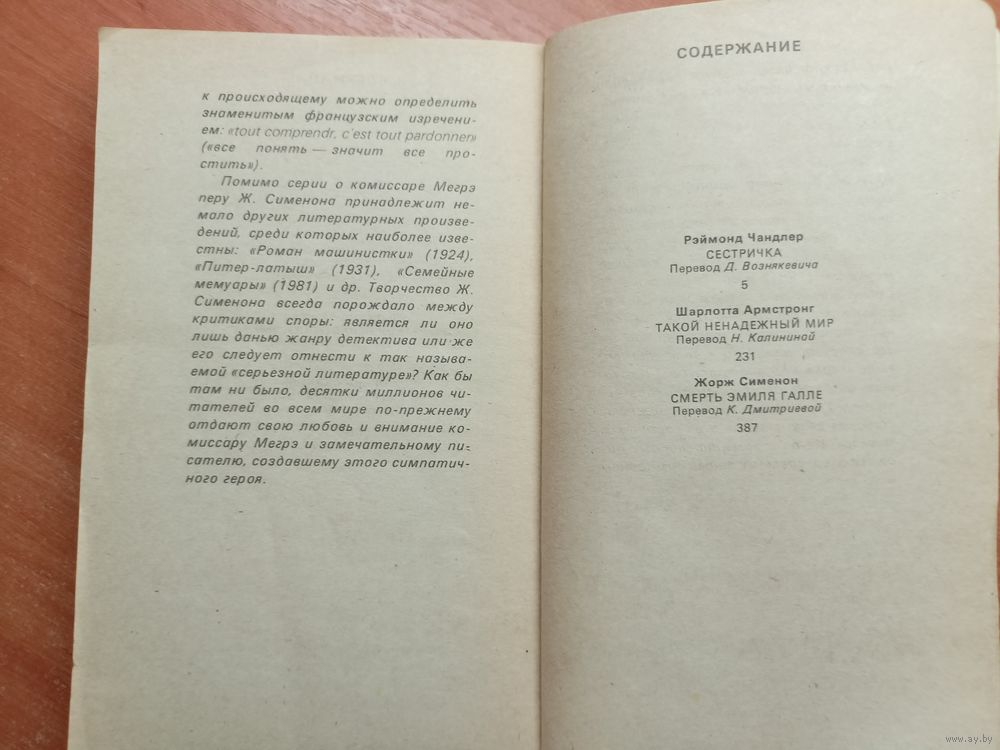 к происходящему можно определить
знаменитым французским изречени-
ем: «tout comprendr, c'est tout pardonner»
(«все понять — значит все про-
стить»).
Помимо серии о комиссаре Мегрэ
перу Ж. Сименона принадлежит не-
мало других литературных произве-
дений, среди которых наиболее изве-
стны: «Роман машинистки» (1924),
«Питер-латыш» (1931), «Семейные
мемуары» (1981) и др. Творчество Ж.
Сименона всегда порождало между
критиками споры: является ли оно
лишь данью жанру детектива или же
его следует отнести к так называ-
емой «серьезной литературе»? Как бы
там ни было, десятки миллионов чи-
тателей во всем мире по-прежнему
отдают свою любовь и внимание ко-
миссару Мегрэ и замечательному пи-
сателю, создавшему этого симпатич-
ного героя.
СОДЕРЖАНИЕ
Рэймонд Чандлер
СЕСТРИЧКА
Перевод Д. Вознякевича
5
Шарлотта Армстронг
ТАКОЙ НЕНАДЕЖНЫЙ МИР
Перевод Н. Калининой
231
Жорж Сименон
СМЕРТЬ ЭМИЛЯ ГАЛЛЕ
Перевод К. Дмитриевой
387
www.ay.by